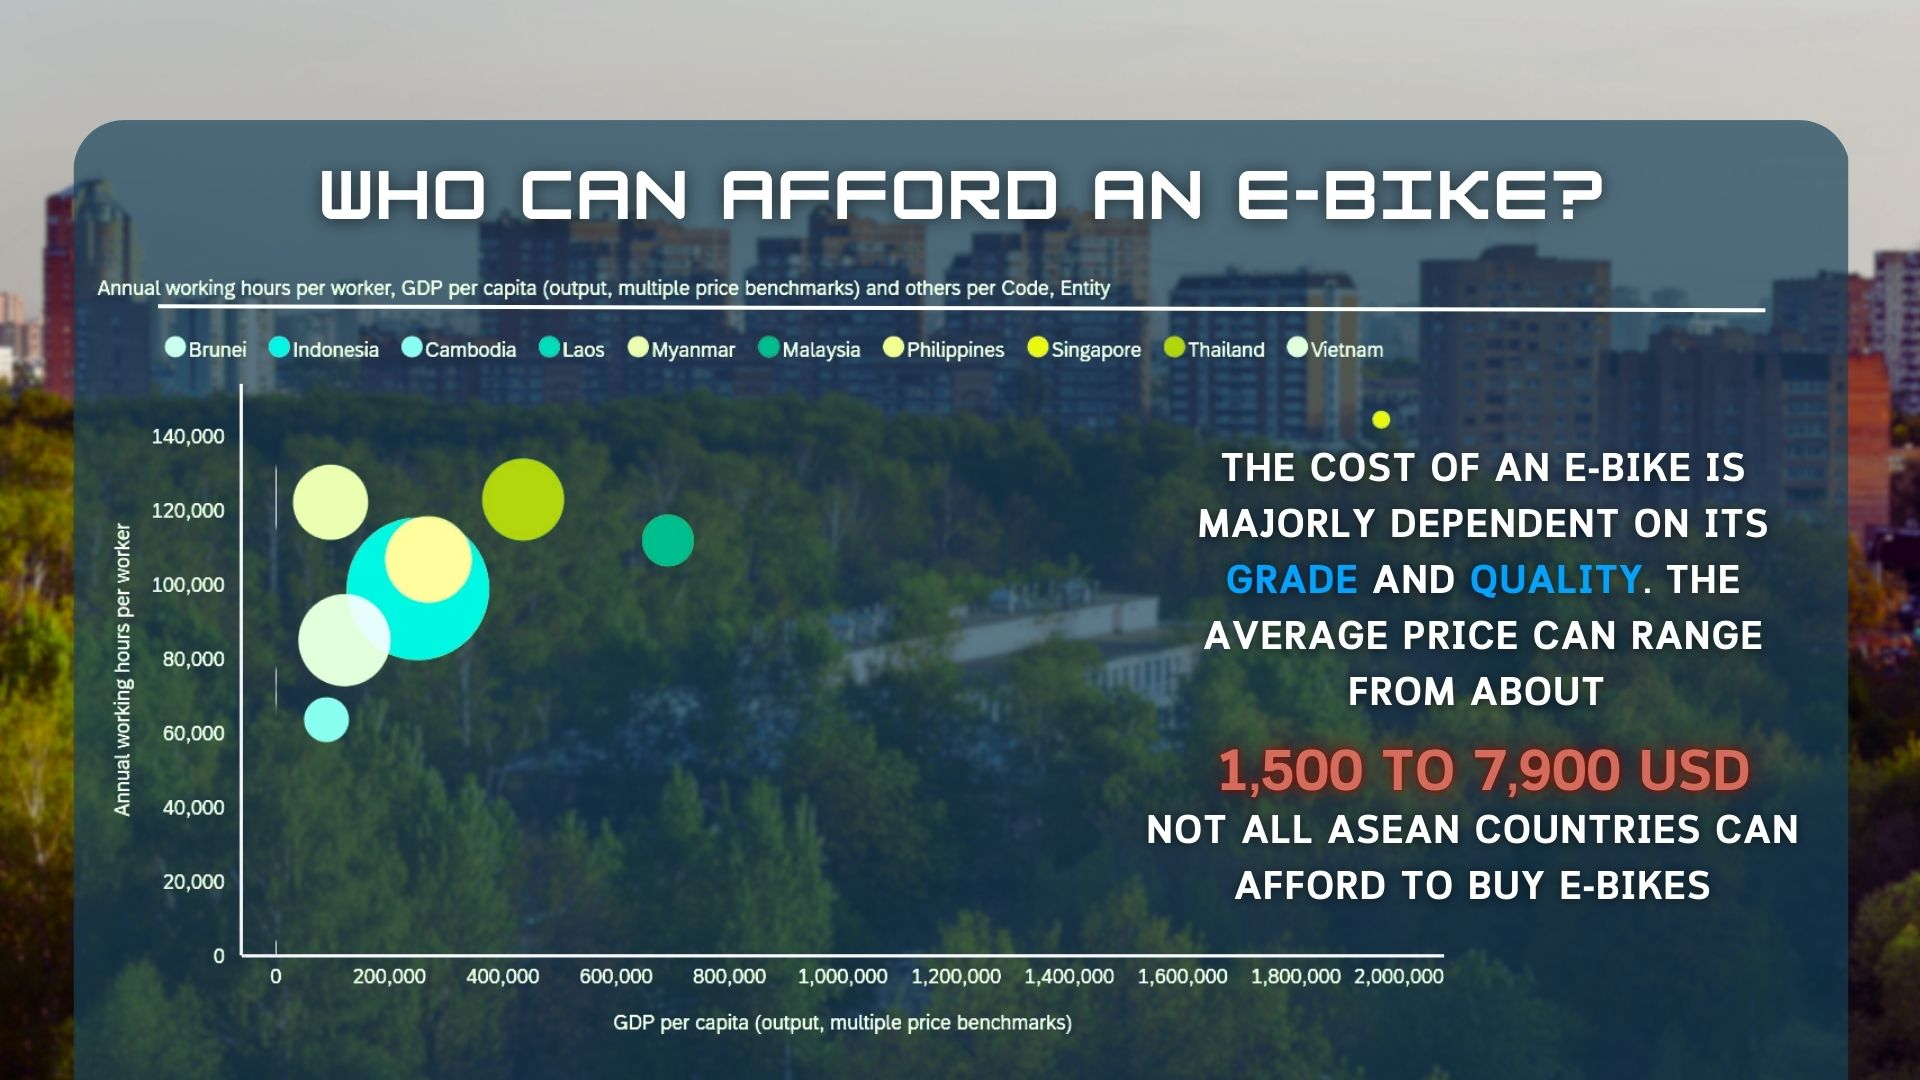 WHO CAN AFFORD AN E-BIKE?
Annual working hours per worker, GDP per capita (output, multiple price benchmarks) and others per Code, Entity
Brunei Indonesia Cambodia Laos Myanmar Malaysia Philippines Singapore Thailand Vietnam
Annual working hours per worker
140,000
120,000
100,000
80,000
60,000
40,000
20,000
0
0 200,000 400,000 600,000 800,000 1,000,000 1,200,000 1,400,000 1,600,000 1,800,000 2,000,000
GDP per capita (output, multiple price benchmarks)
THE COST OF AN E-BIKE IS
MAJORLY DEPENDENT ON ITS
GRADE AND QUALITY. THE
AVERAGE PRICE CAN RANGE
FROM ABOUT
1,500 TO 7,900 USD
NOT ALL ASEAN COUNTRIES CAN
AFFORD TO BUY E-BIKES